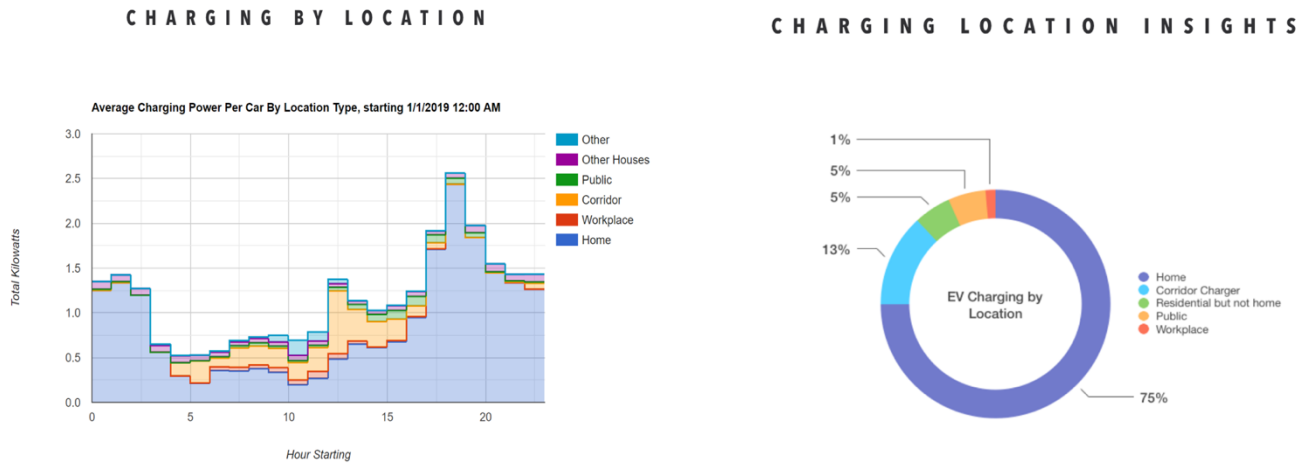 CHARGING BY LOCATION
Average Charging Power Per Car By Location Type, starting 1/1/2019 12:00 AM
Total Kilowatts
3.0
2.5
2.0
1.5
1.0
0.5
0.0
0
5
10
15
20
Hour Starting
Other
Other Houses
Public
Corridor
Workplace
Home
CHARGING LOCATION INSIGHTS
1%
5%
5%
13%
75%
EV Charging by
Location
Home
Corridor Charger
Residential but not home
Public
Workplace